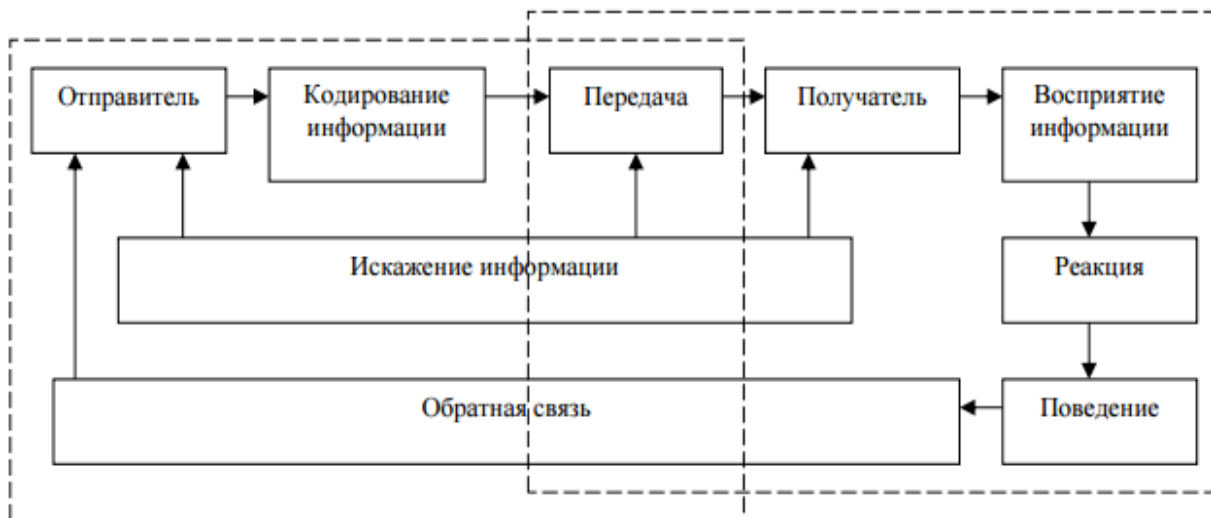 Отправитель
Кодирование
информации
Передача
Получатель
Восприятие
информации
Искажение информации
Реакция
Обратная связь
Поведение